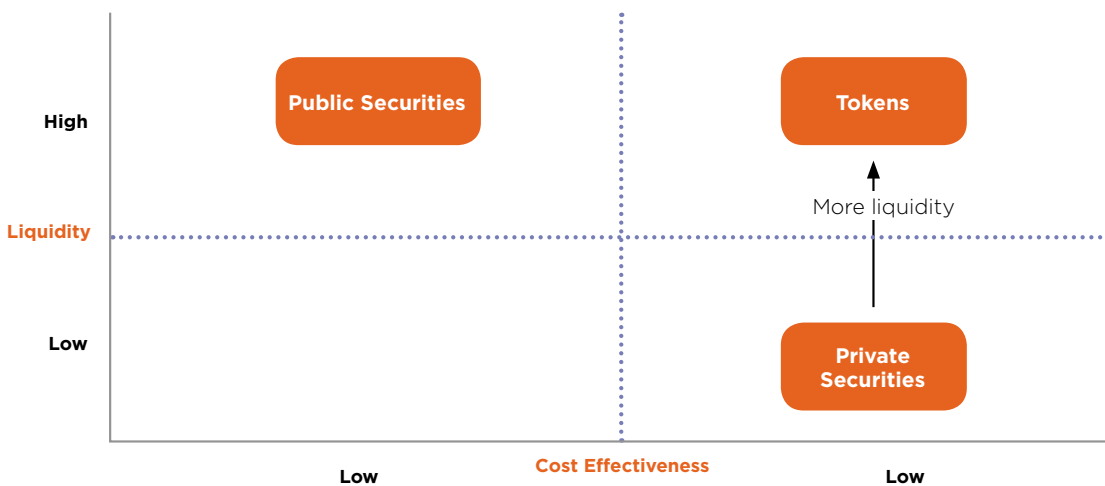 Public Securities
Tokens
High
More liquidity
Liquidity
Low
Private
Securities
Cost Effectiveness
Low
Low